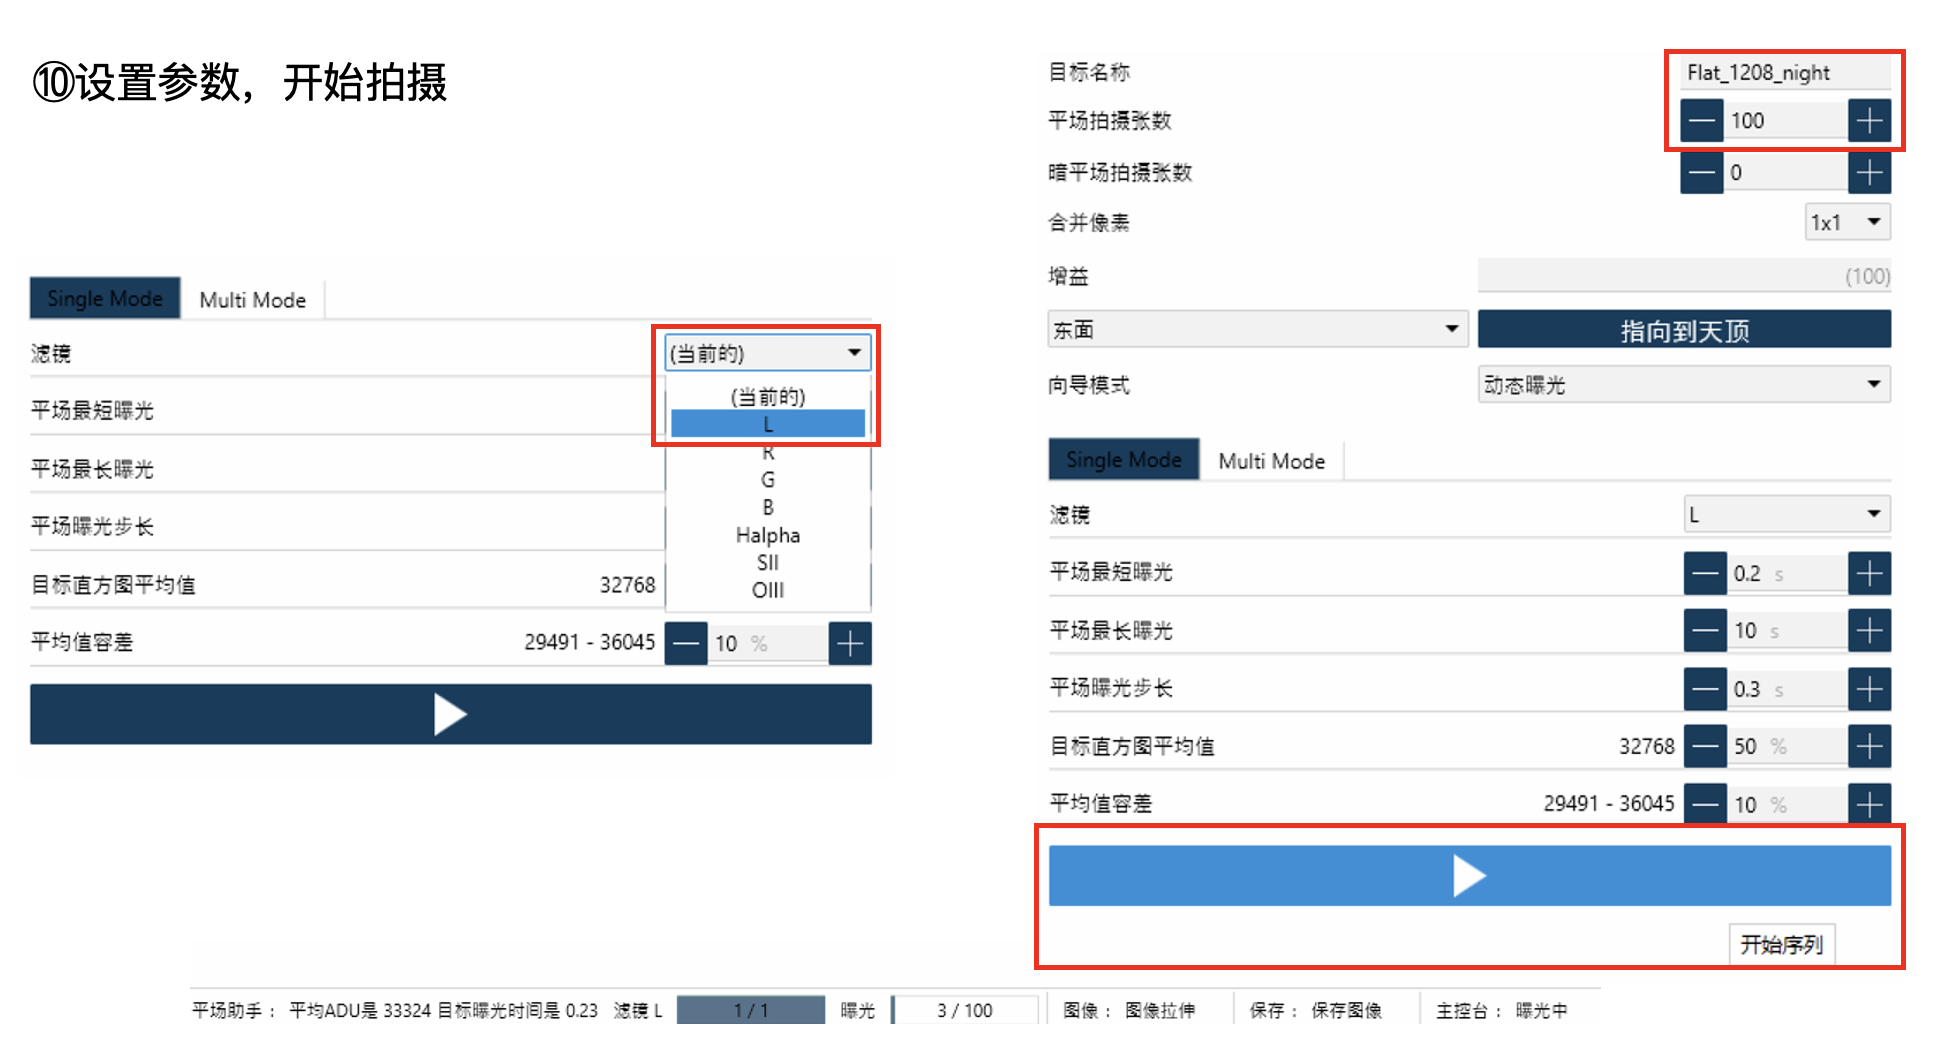 ⑩设置参数，开始拍摄
Single Mode Multi Mode
滤镜 (当前的)
(当前的)
平场最短曝光
L
R
平场最长曝光
G
B
平场曝光步长
Halpha
SII
目标直方图平均值 32768
OIII
平均值容差 29491 - 36045 10 %
目标名称 Flat_1208_night
平场拍摄张数 100
暗平场拍摄张数 0
合并像素 1x1
增益 (100)
东面 指向到天顶
向导模式 动态曝光
Single Mode Multi Mode
滤镜 L
平场最短曝光 0.2 s
平场最长曝光 10 s
平场曝光步长 0.3 s
目标直方图平均值 32768 50 %
平均值容差 29491 - 36045 10 %
开始序列
平场助手： 平均ADU是 33324 目标曝光时间是 0.23 滤镜 L 1 / 1 曝光 3 / 100 图像： 图像拉伸 保存： 保存图像 主控台： 曝光中